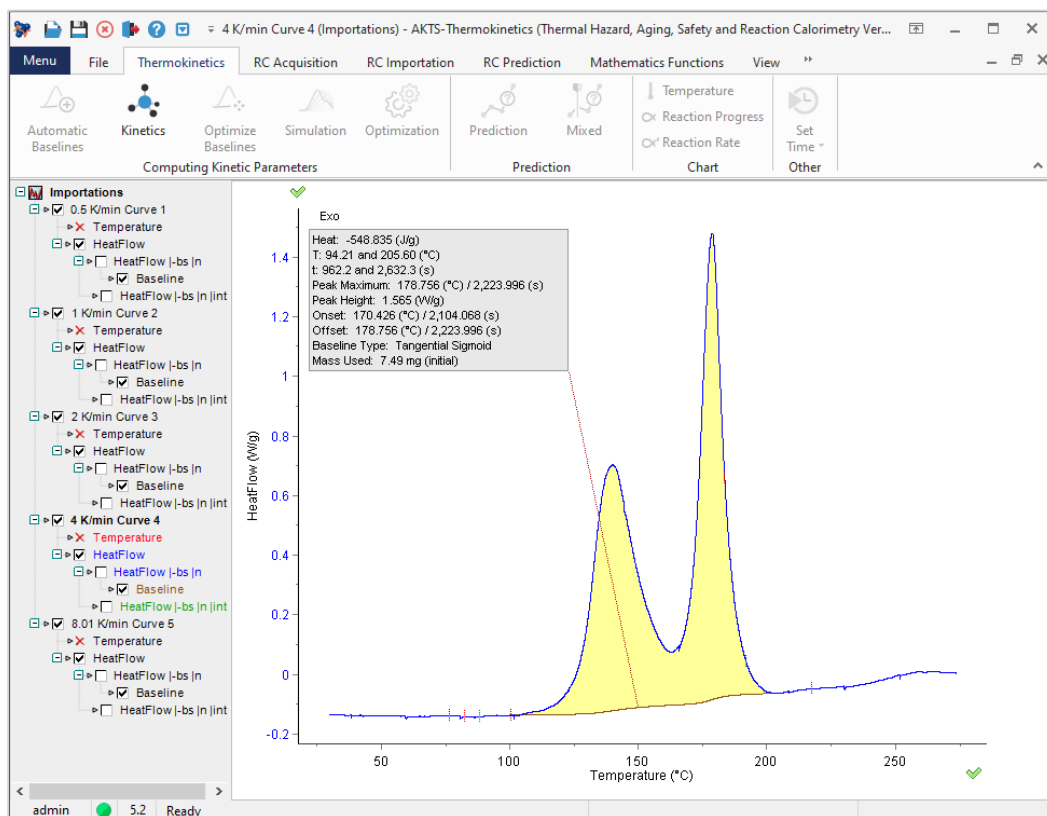 4 K/min Curve 4 (Importations) - AKTS-Thermokinetics (Thermal Hazard, Aging, Safety and Reaction Calorimetry Ver...
Menu File Thermokinetics RC Acquisition RC Importation RC Prediction Mathematics Functions View
Automatic Baselines
Kinetics
Optimize Baselines
Simulation
Optimization
Computing Kinetic Parameters
Prediction
Mixed
Prediction
Temperature
Reaction Progress
Reaction Rate
Chart
Set Time
Other
Importations
0.5 K/min Curve 1
Temperature
HeatFlow
HeatFlow |-bs |n
Baseline
HeatFlow |-bs |n |int
1 K/min Curve 2
Temperature
HeatFlow
HeatFlow |-bs |n
Baseline
HeatFlow |-bs |n |int
2 K/min Curve 3
Temperature
HeatFlow
HeatFlow |-bs |n
Baseline
HeatFlow |-bs |n |int
4 K/min Curve 4
Temperature
HeatFlow
HeatFlow |-bs |n
Baseline
HeatFlow |-bs |n |int
8.01 K/min Curve 5
Temperature
HeatFlow
HeatFlow |-bs |n
Baseline
HeatFlow |-bs |n |int
Exo
Heat: -548.835 (J/g)
T: 94.21 and 205.60 (°C)
t: 962.2 and 2,632.3 (s)
Peak Maximum: 178.756 (°C) / 2,223.996 (s)
Peak Height: 1.565 (W/g)
Onset: 170.426 (°C) / 2,104.068 (s)
Offset: 178.756 (°C) / 2,223.996 (s)
Baseline Type: Tangential Sigmoid
Mass Used: 7.49 mg (initial)
HeatFlow (W/g)
1.4
1.2
1
0.8
0.6
0.4
0.2
0
-0.2
50 100 150 200 250
Temperature (°C)
admin 5.2 Ready